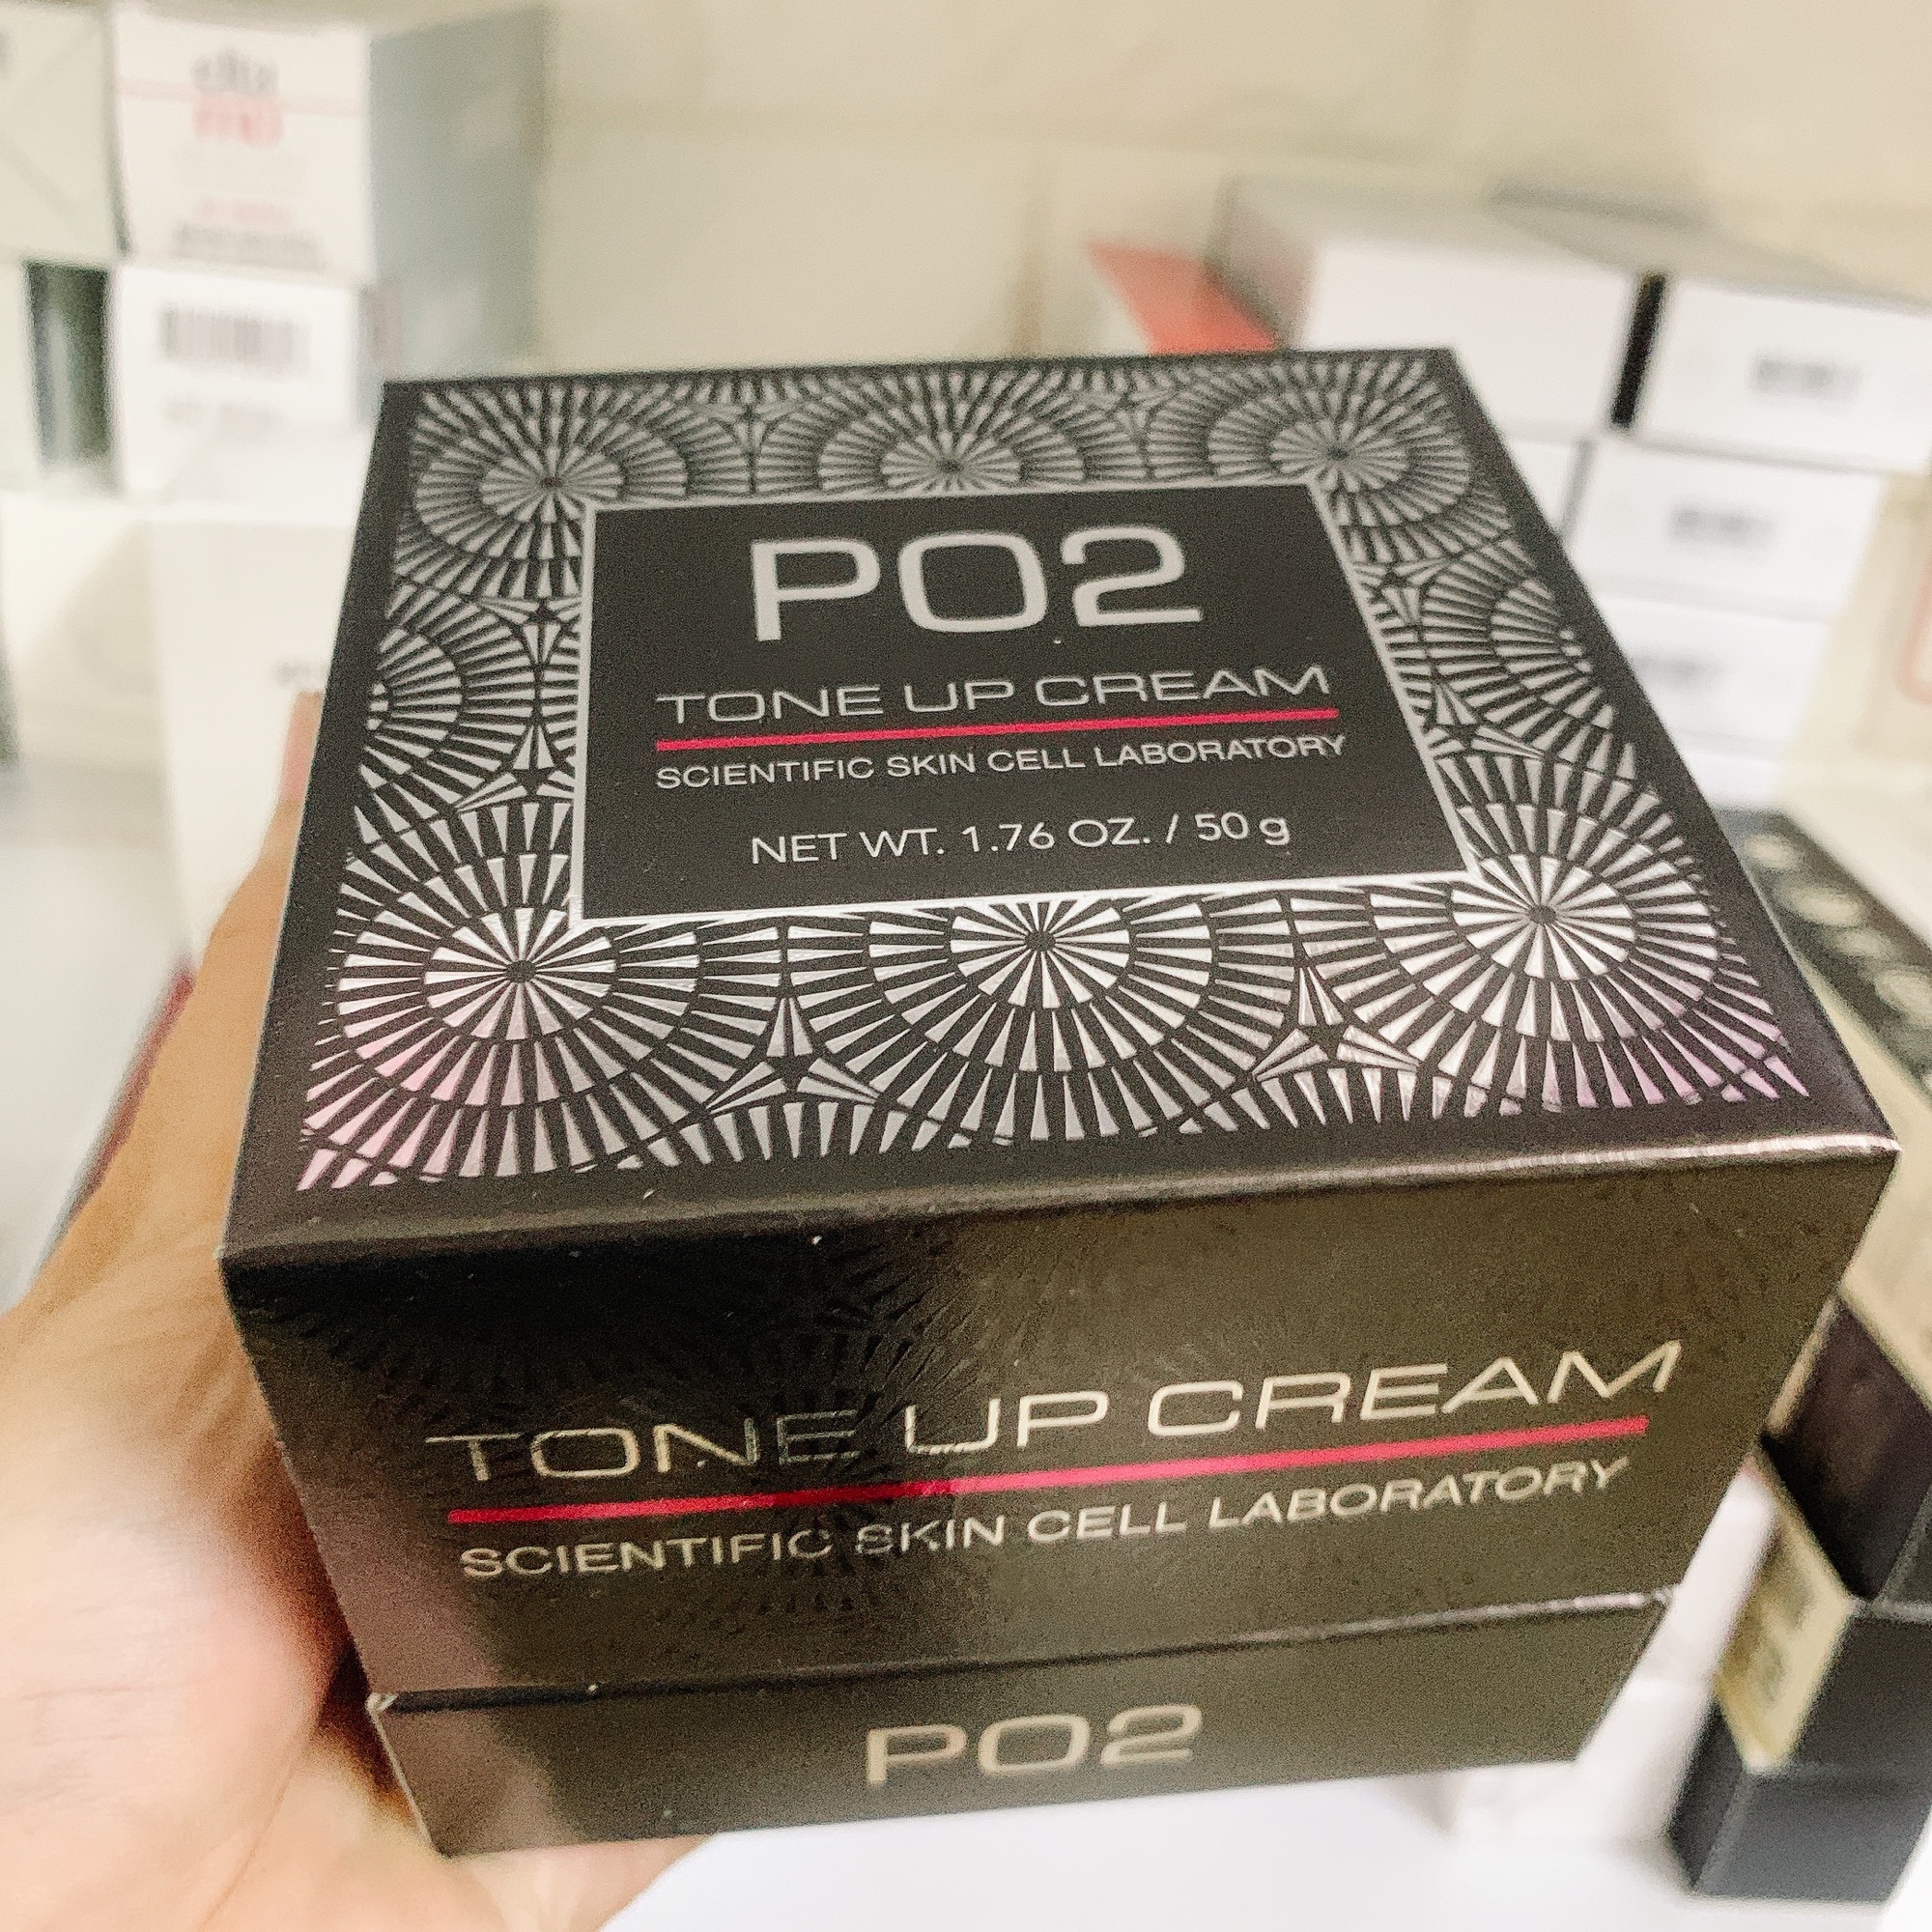 PO2
TONE UP CREAM
SCIENTIFIC SKIN CELL LABORATORY
NET WT. 1.76 OZ. / 50 g
TONE UP CREAM
SCIENTIFIC SKIN CELL LABORATORY
PO2